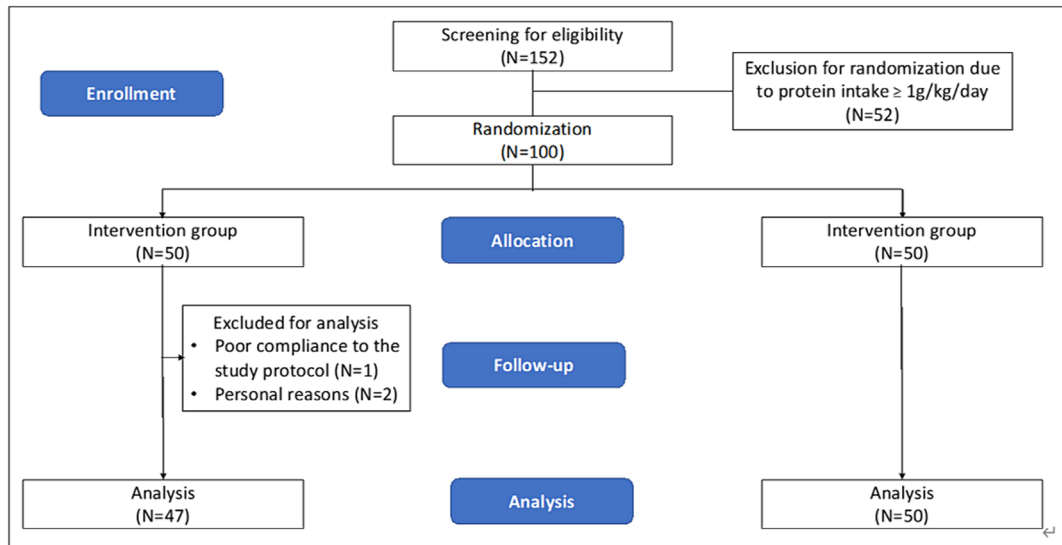 Screening for eligibility
(N=152)
Enrollment
Exclusion for randomization due
to protein intake ≥ 1g/kg/day
(N=52)
Randomization
(N=100)
Intervention group
(N=50)
Allocation
Intervention group
(N=50)
Excluded for analysis
• Poor compliance to the
study protocol (N=1)
• Personal reasons (N=2)
Follow-up
Analysis
(N=47)
Analysis
Analysis
(N=50)